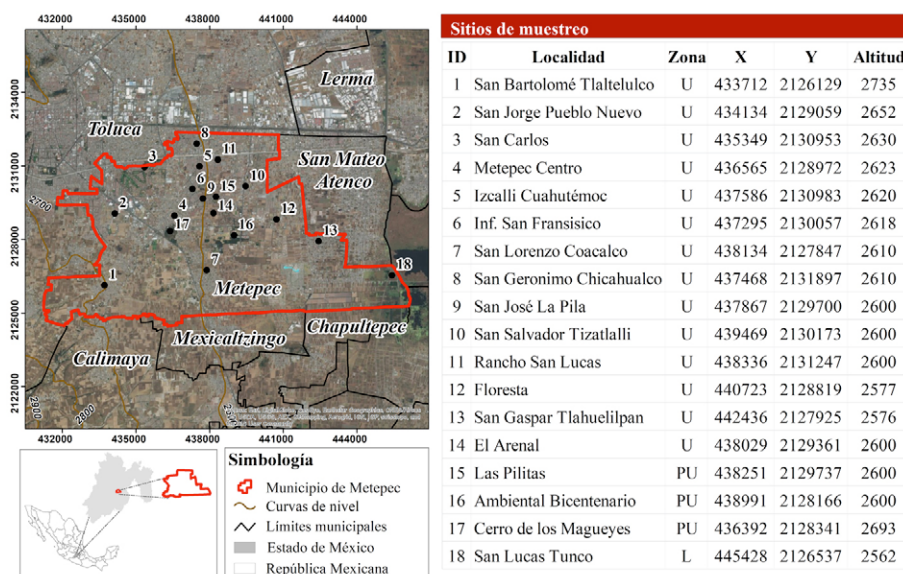 432000 435000 438000 441000 444000
2134000
2131000
2128000
2125000
2122000
Lerma
Toluca
San Mateo
Atenco
Metepec
Mexicaltzingo
Chapultepec
Calimaya
2700
2800
2900
1
2
3
4
5
6
7
8
9
10
11
12
13
14
15
16
17
18
432000 435000 438000 441000 444000
Simbología
Municipio de Metepec
Curvas de nivel
Límites municipales
Estado de México
República Mexicana
Sitios de muestreo
ID Localidad Zona X Y Altitud
1 San Bartolomé Tlaltelulco U 433712 2126129 2735
2 San Jorge Pueblo Nuevo U 434134 2129059 2652
3 San Carlos U 435349 2130953 2630
4 Metepec Centro U 436565 2128972 2623
5 Izcalli Cuahutémoc U 437586 2130983 2620
6 Inf. San Fransisico U 437295 2130057 2618
7 San Lorenzo Coacalco U 438134 2127847 2610
8 San Geronimo Chicahualco U 437468 2131897 2610
9 San José La Pila U 437867 2129700 2600
10 San Salvador Tizatlalli U 439469 2130173 2600
11 Rancho San Lucas U 438336 2131247 2600
12 Floresta U 440723 2128819 2577
13 San Gaspar Tlahuelilpan U 442436 2127925 2576
14 El Arenal U 438029 2129361 2600
15 Las Pilitas PU 438251 2129737 2600
16 Ambiental Bicentenario PU 438991 2128166 2600
17 Cerro de los Magueyes PU 436392 2128341 2693
18 San Lucas Tunco L 445428 2126537 2562